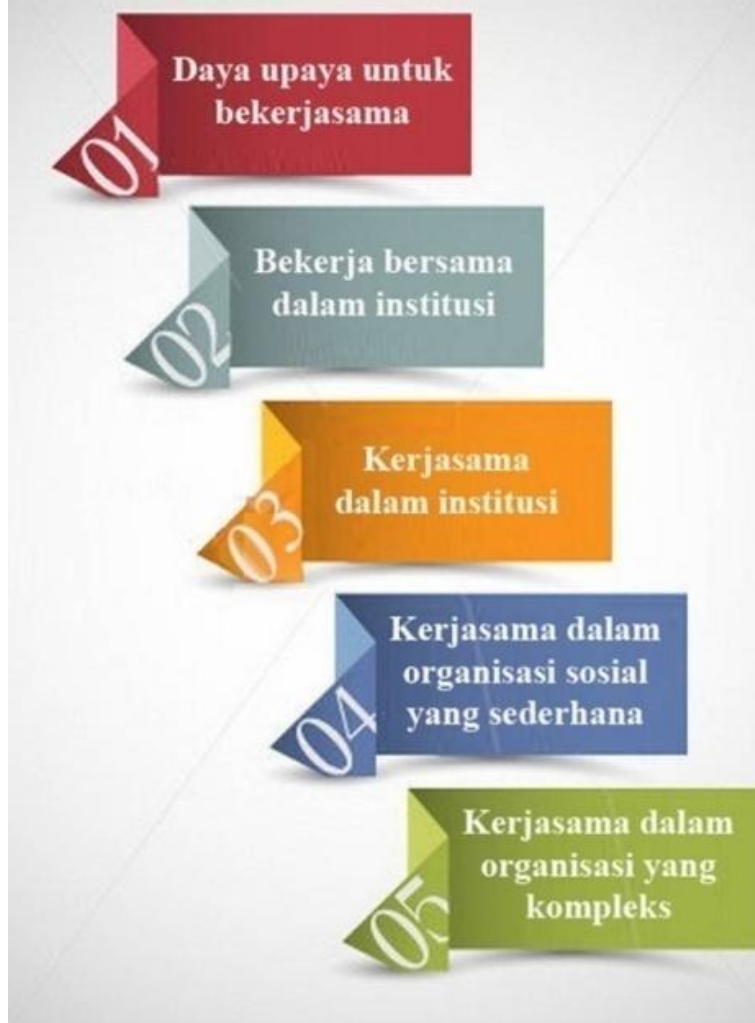 01
Daya upaya untuk
bekerjasama
02
Bekerja bersama
dalam institusi
03
Kerjasama
dalam institusi
04
Kerjasama dalam
organisasi sosial
yang sederhana
05
Kerjasama dalam
organisasi yang
kompleks